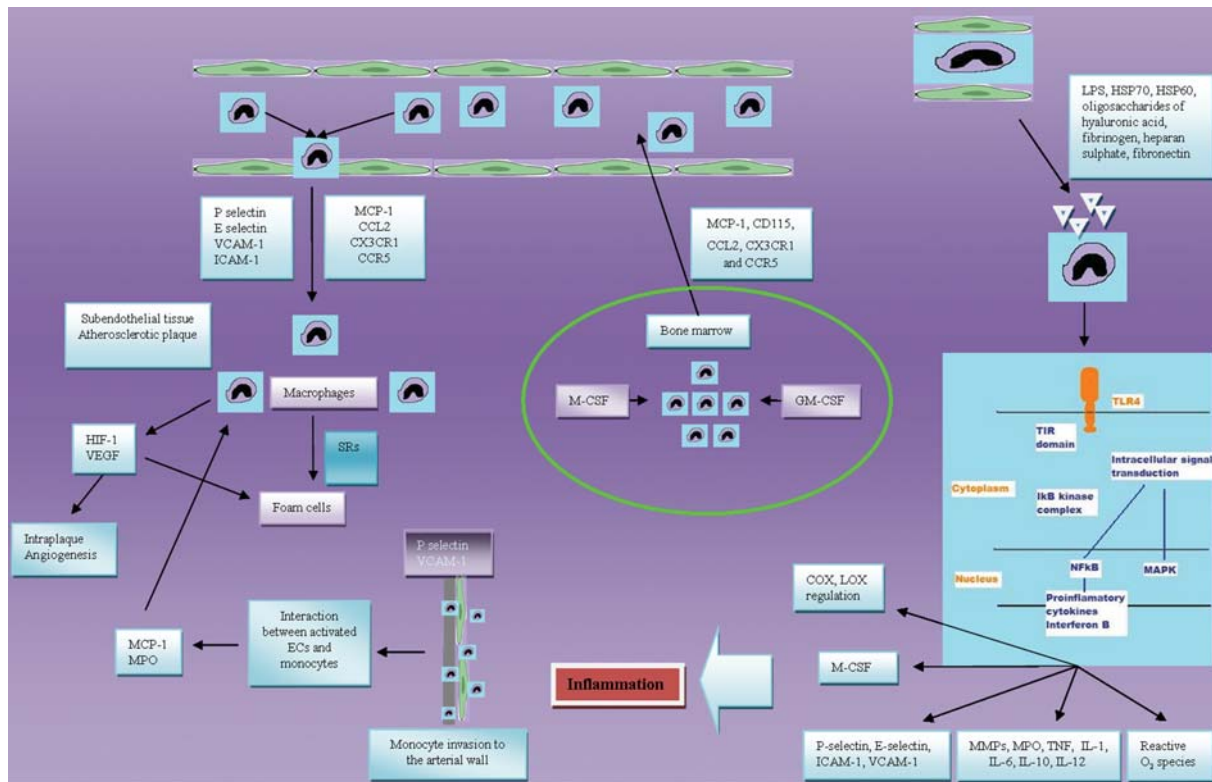 LPS, HSP70, HSP60,
oligosaccharides of
hyaluronic acid,
fibrinogen, heparan
sulphate, fibronectin
P selectin
E selectin
VCAM-1
ICAM-1
MCP-1
CCL2
CX3CR1
CCR5
MCP-1, CD115,
CCL2, CX3CR1
and CCR5
Subendothelial tissue
Atherosclerotic plaque
Bone marrow
Macrophages
M-CSF
GM-CSF
TLR4
TIR
domain
HIF-1
VEGF
SRs
Intracellular signal
transduction
Cytoplasm
IkB kinase
complex
Foam cells
Intraplaque
Angiogenesis
P selectin
VCAM-1
NFkB
MAPK
Nucleus
COX, LOX
regulation
Proinflamatory
cytokines
Interferon B
Interaction
between activated
ECs and
monocytes
MCP-1
MPO
M-CSF
Inflammation
Monocyte invasion to
the arterial wall
P-selectin, E-selectin,
ICAM-1, VCAM-1
MMPs, MPO, TNF, IL-1,
IL-6, IL-10, IL-12
Reactive
O₂ species